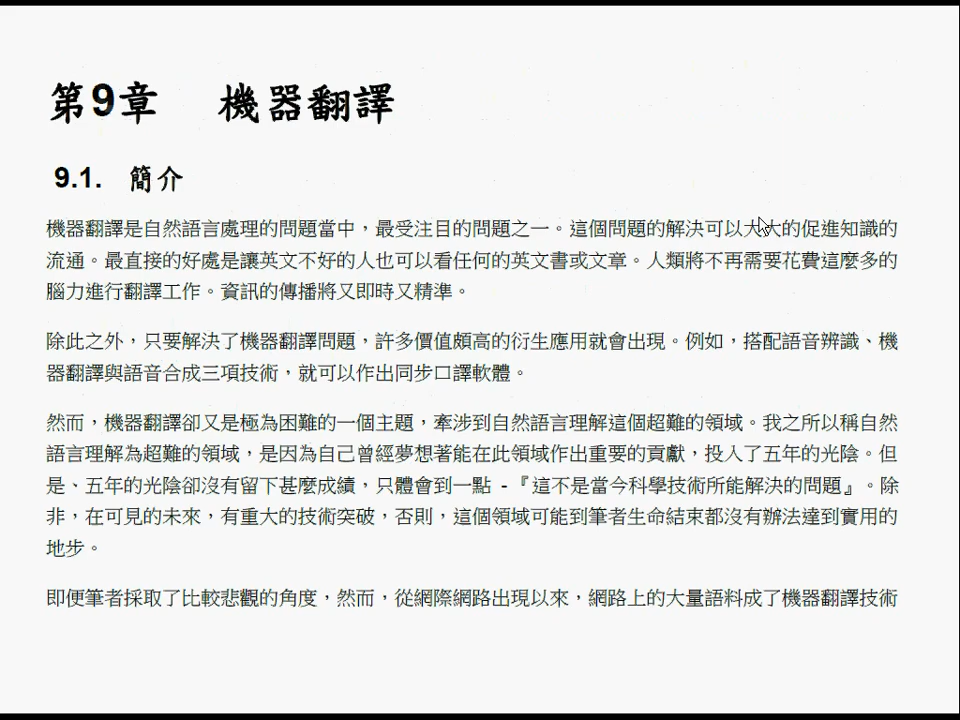 第9章 機器翻譯
9.1. 簡介
機器翻譯是自然語言處理的問題當中，最受注目的問題之一。這個問題的解決可以大大的促進知識的
流通。最直接的好處是讓英文不好的人也可以看任何的英文書或文章。人類將不再需要花費這麼多的
腦力進行翻譯工作。資訊的傳播將又即時又精準。
除此之外，只要解決了機器翻譯問題，許多價值頗高的衍生應用就會出現。例如，搭配語音辨識、機
器翻譯與語音合成三項技術，就可以作出同步口譯軟體。
然而，機器翻譯卻又是極為困難的一個主題，牽涉到自然語言理解這個超難的領域。我之所以稱自然
語言理解為超難的領域，是因為自己曾經夢想著能在此領域作出重要的貢獻，投入了五年的光陰。但
是、五年的光陰卻沒有留下甚麼成績，只體會到一點 - 『這不是當今科學技術所能解決的問題』。除
非，在可見的未來，有重大的技術突破，否則，這個領域可能到筆者生命結束都沒有辦法達到實用的
地步。
即便筆者採取了比較悲觀的角度，然而，從網際網路出現以來，網路上的大量語料成了機器翻譯技術